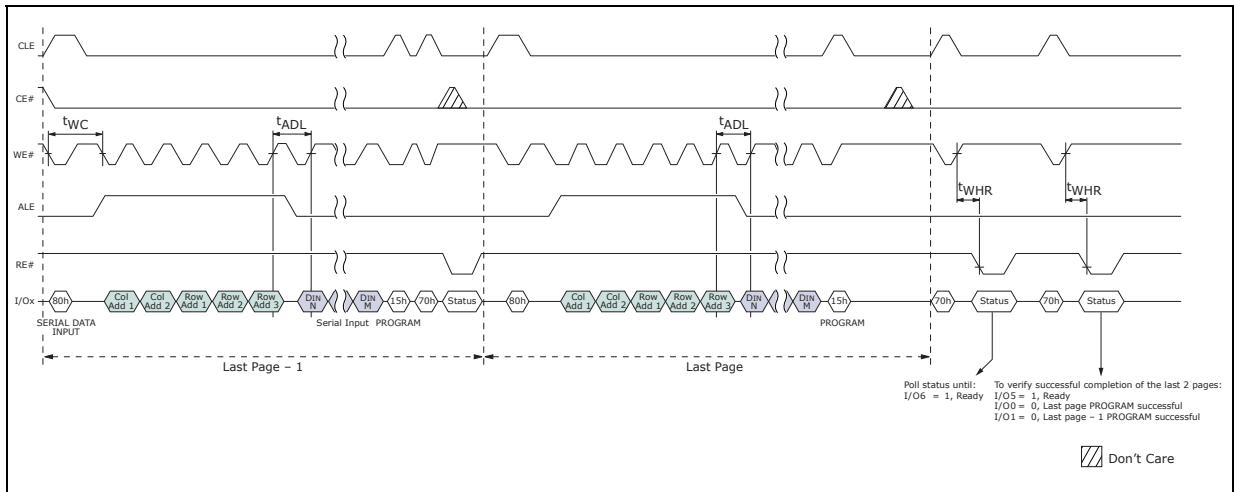 CLE
CE#
tWC
tADL
tADL
WE#
tWHR
tWHR
ALE
RE#
I/Ox
80h
Col Add 1
Col Add 2
Row Add 1
Row Add 2
Row Add 3
DIN N
DIN M
15h
70h
Status
80h
Col Add 1
Col Add 2
Row Add 1
Row Add 2
Row Add 3
DIN N
DIN M
15h
70h
Status
70h
Status
SERIAL DATA
INPUT
Serial Input PROGRAM
PROGRAM
Last Page – 1
Last Page
Poll status until:
I/O6 = 1, Ready
To verify successful completion of the last 2 pages:
I/O5 = 1, Ready
I/O0 = 0, Last page PROGRAM successful
I/O1 = 0, Last page – 1 PROGRAM successful
Don't Care